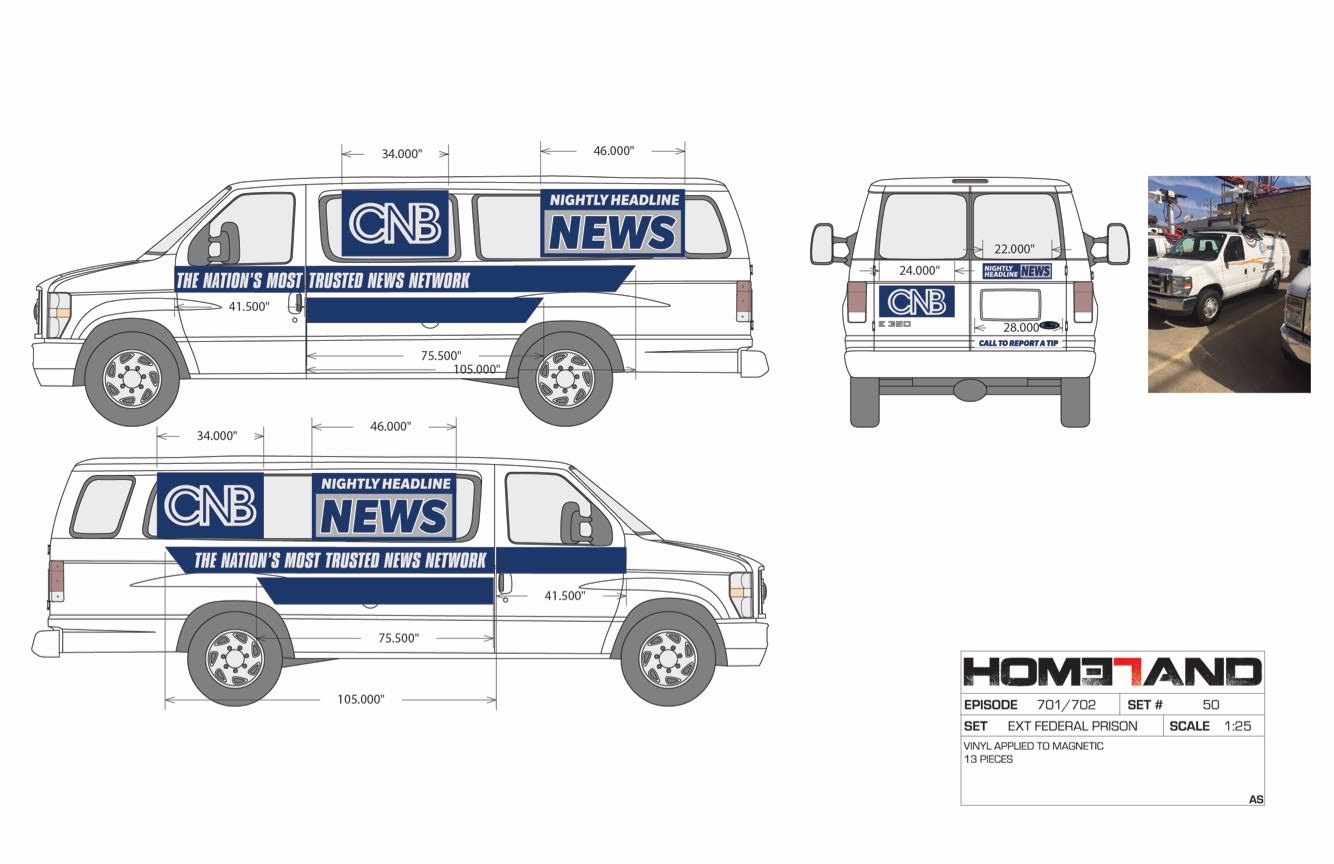 34.000"
46.000"
CNB
NIGHTLY HEADLINE
NEWS
THE NATION'S MOST TRUSTED NEWS NETWORK
41.500"
75.500"
105.000"
22.000"
24.000"
NIGHTLY
HEADLINE NEWS
CNB
E 350
28.000"
Ford
CALL TO REPORT A TIP
34.000"
46.000"
CNB
NIGHTLY HEADLINE
NEWS
THE NATION'S MOST TRUSTED NEWS NETWORK
41.500"
75.500"
105.000"
HOMELAND
EPISODE 701/702 SET # 50
SET EXT FEDERAL PRISON SCALE 1:25
VINYL APPLIED TO MAGNETIC
13 PIECES
AS